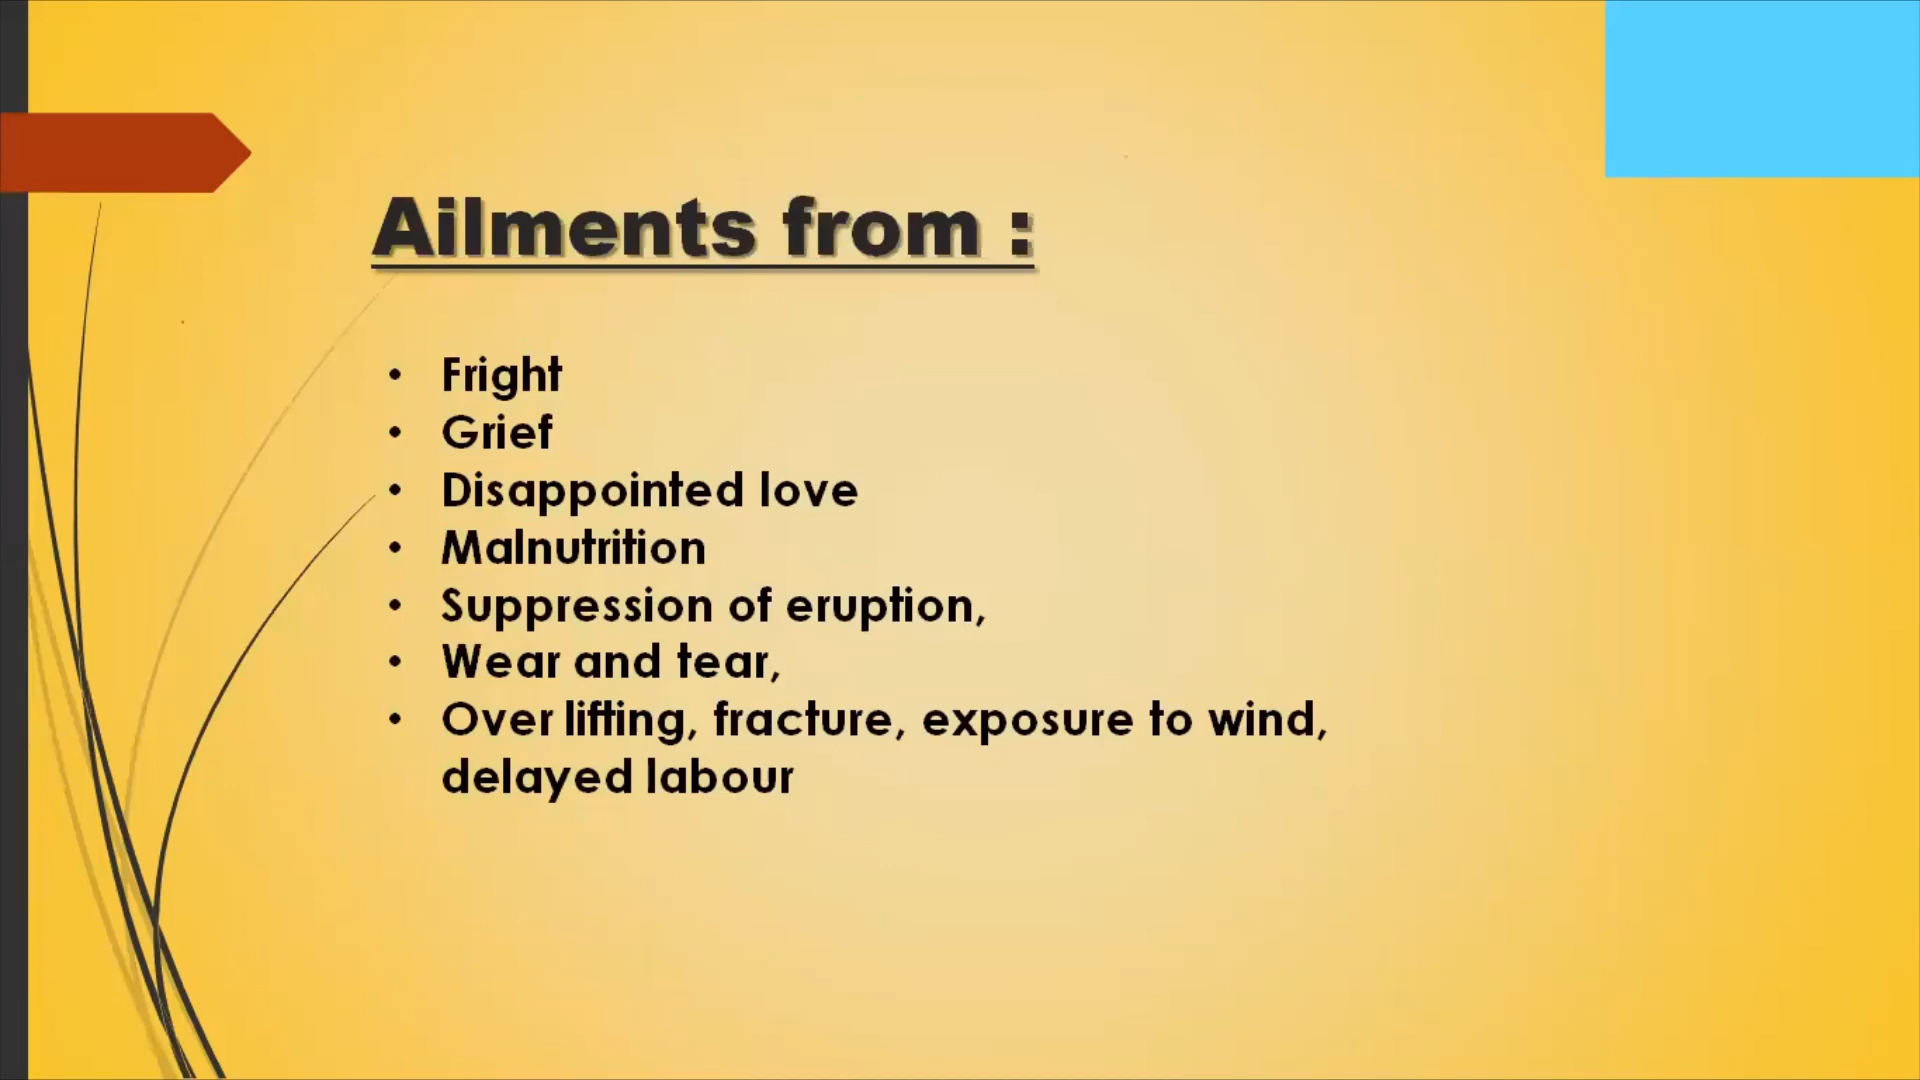 Ailments from :
• Fright
• Grief
• Disappointed love
• Malnutrition
• Suppression of eruption,
• Wear and tear,
• Over lifting, fracture, exposure to wind,
delayed labour